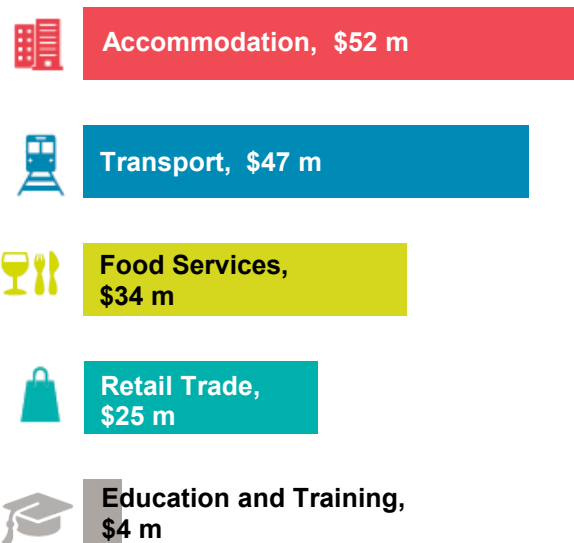 Accommodation, $52 m
Transport, $47 m
Food Services,
$34 m
Retail Trade,
$25 m
Education and Training,
$4 m